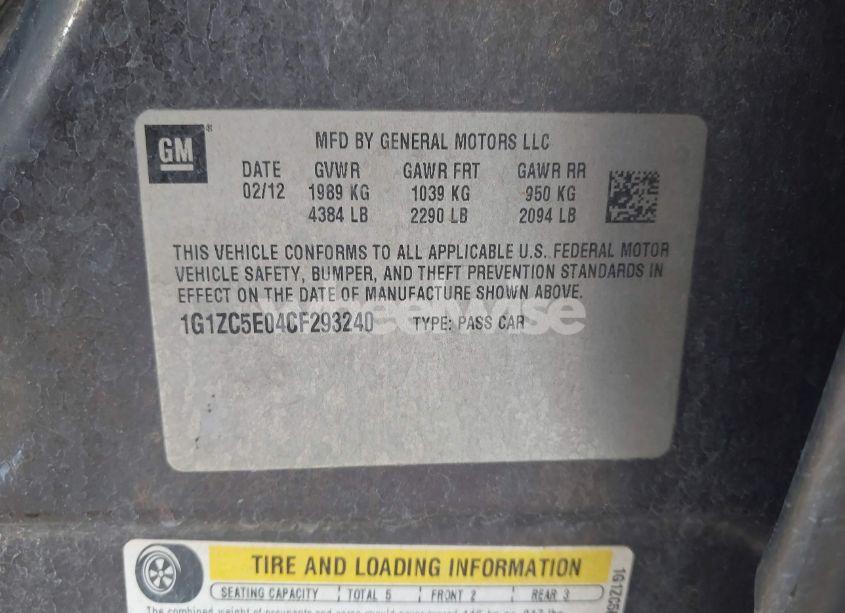 GM
MFD BY GENERAL MOTORS LLC
DATE GVWR GAWR FRT GAWR RR
02/12 1989 KG 1039 KG 950 KG
4384 LB 2290 LB 2094 LB
THIS VEHICLE CONFORMS TO ALL APPLICABLE U.S. FEDERAL MOTOR
VEHICLE SAFETY, BUMPER, AND THEFT PREVENTION STANDARDS IN
EFFECT ON THE DATE OF MANUFACTURE SHOWN ABOVE.
1G1ZC5E04CF293240 TYPE: PASS CAR
TIRE AND LOADING INFORMATION
SEATING CAPACITY TOTAL 5 FRONT 2 REAR 3